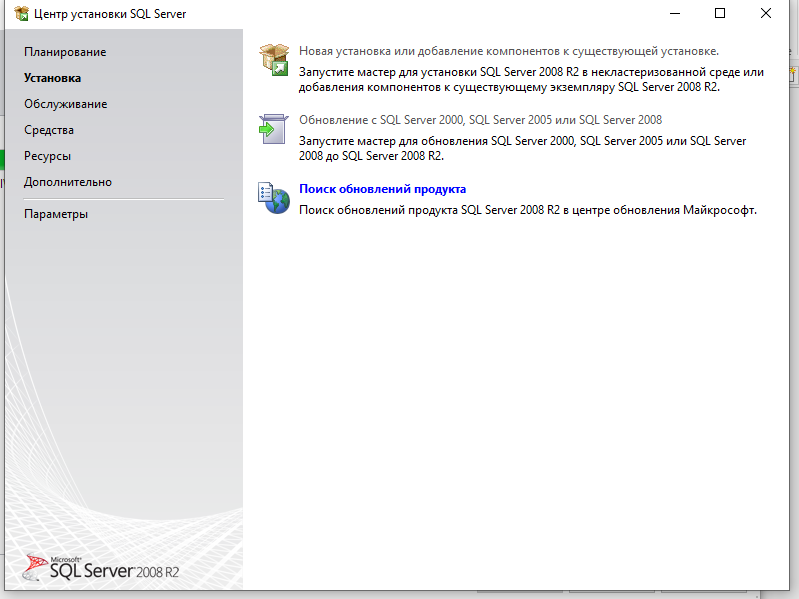 Центр установки SQL Server
Планирование
Установка
Обслуживание
Средства
Ресурсы
Дополнительно
Параметры
Новая установка или добавление компонентов к существующей установке.
Запустите мастер для установки SQL Server 2008 R2 в некластеризованной среде или
добавления компонентов к существующему экземпляру SQL Server 2008 R2.
Обновление с SQL Server 2000, SQL Server 2005 или SQL Server 2008
Запустите мастер для обновления SQL Server 2000, SQL Server 2005 или SQL Server
2008 до SQL Server 2008 R2.
Поиск обновлений продукта
Поиск обновлений продукта SQL Server 2008 R2 в центре обновления Майкрософт.
Microsoft®
SQL Server 2008 R2